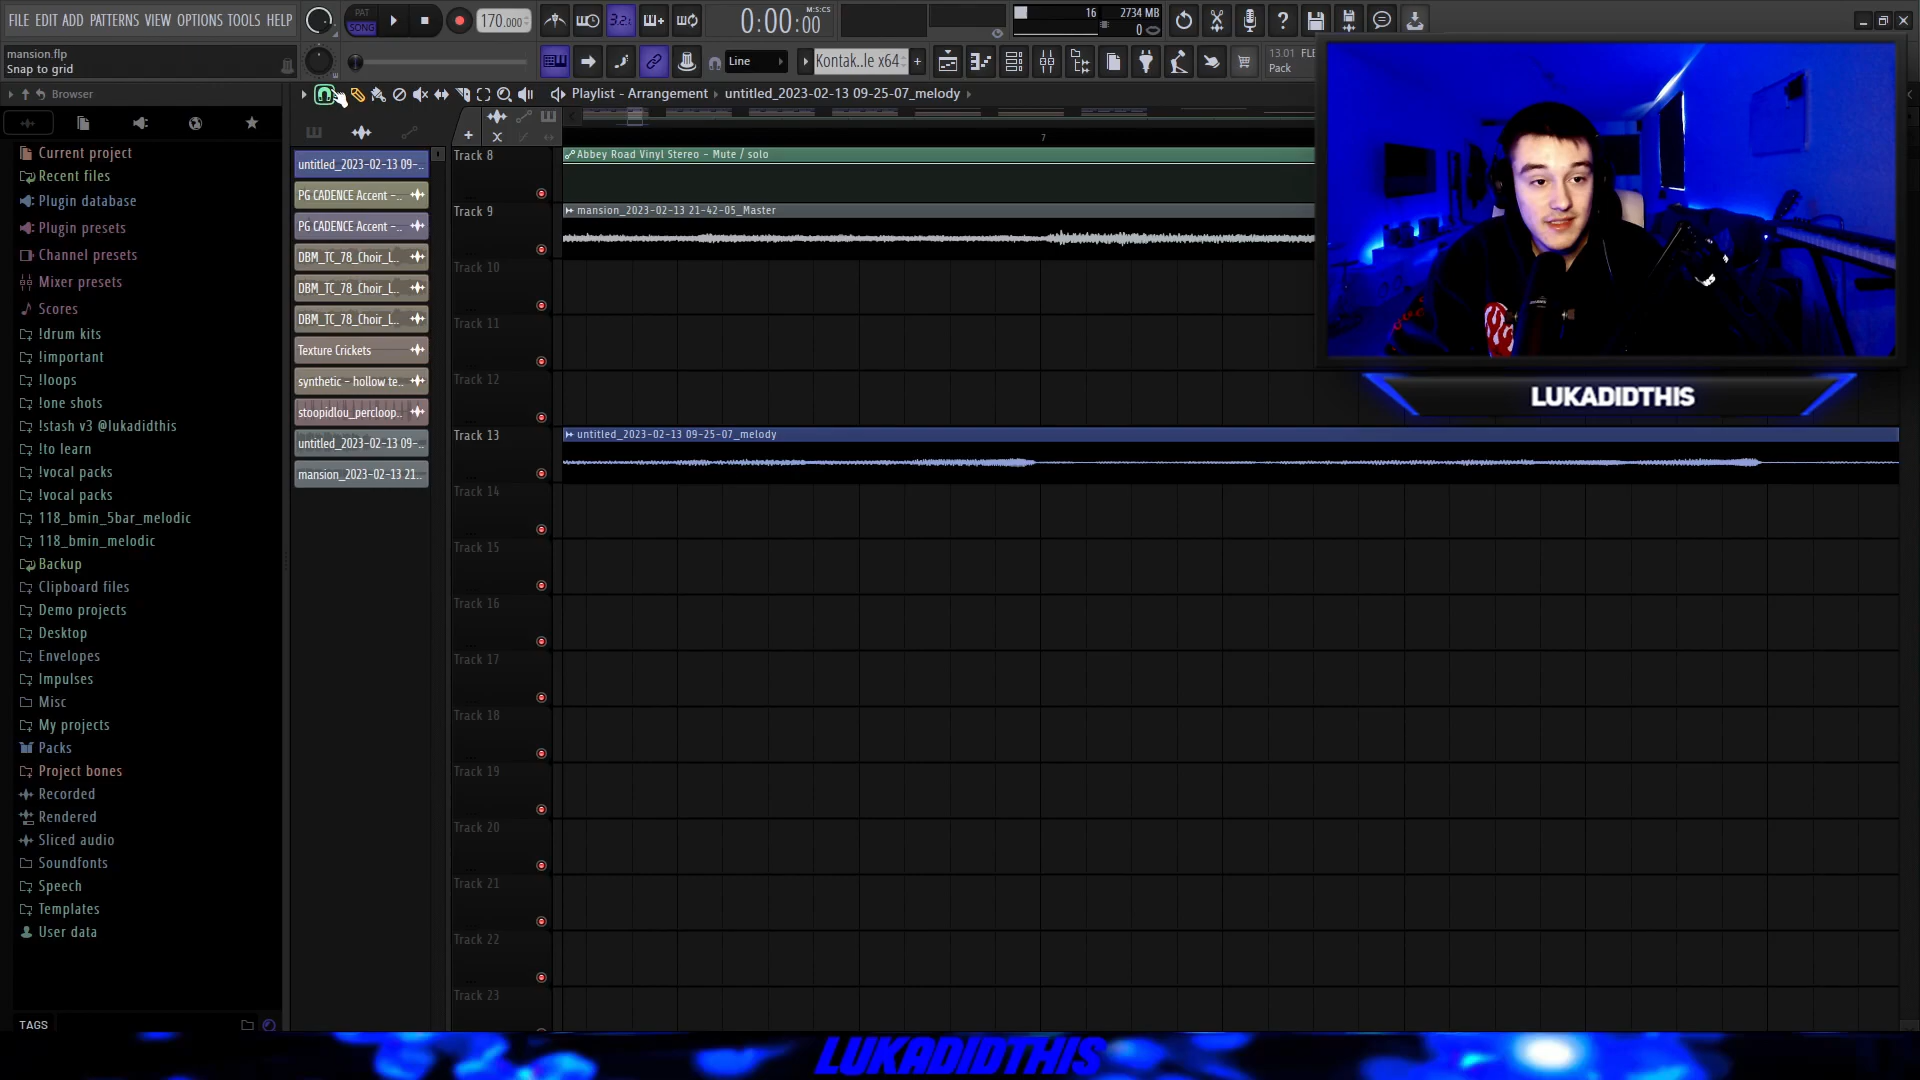 FILE EDIT ADD PATTERNS VIEW OPTIONS TOOLS HELP
PAT
SONG
170.000
3.2.
0:00:00
M:S:CS
16
2734 MB
0
mansion.flp
Snap to grid
Line
Kontak..le x64
13.01
Pack
Browser
Playlist - Arrangement › untitled_2023-02-13 09-25-07_melody ›
7
Current project
Recent files
Plugin database
Plugin presets
Channel presets
Mixer presets
Scores
!drum kits
!important
!loops
!one shots
!stash v3 @lukadidthis
!to learn
!vocal packs
!vocal packs
118_bmin_5bar_melodic
118_bmin_melodic
Backup
Clipboard files
Demo projects
Desktop
Envelopes
Impulses
Misc
My projects
Packs
Project bones
Recorded
Rendered
Sliced audio
Soundfonts
Speech
Templates
User data
TAGS
untitled_2023-02-13 09-..
PG CADENCE Accent -..
PG CADENCE Accent -..
DBM_TC_78_Choir_L..
DBM_TC_78_Choir_L..
DBM_TC_78_Choir_L..
Texture Crickets
synthetic - hollow te..
stoopidlou_percloop..
untitled_2023-02-13 09-..
mansion_2023-02-13 21..
Track 8
Abbey Road Vinyl Stereo - Mute / solo
Track 9
mansion_2023-02-13 21-42-05_Master
Track 10
Track 11
Track 12
Track 13
untitled_2023-02-13 09-25-07_melody
Track 14
Track 15
Track 16
Track 17
Track 18
Track 19
Track 20
Track 21
Track 22
Track 23
LUKADIDTHIS
LUKADIDTHIS